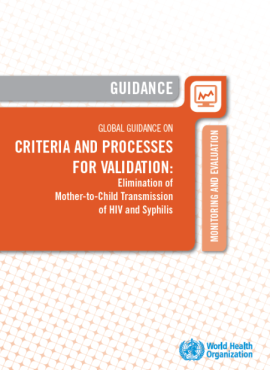 GUIDANCE
GLOBAL GUIDANCE ON
CRITERIA AND PROCESSES
FOR VALIDATION:
Elimination of
Mother-to-Child Transmission
of HIV and Syphilis
MONITORING AND EVALUATION
World Health
Organization